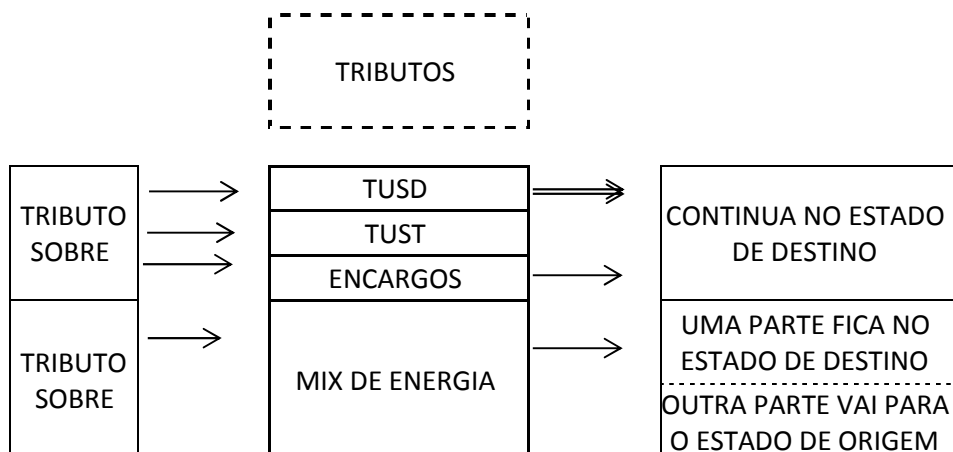 TRIBUTOS
TRIBUTO
SOBRE
TRIBUTO
SOBRE
TUSD
TUST
ENCARGOS
MIX DE ENERGIA
CONTINUA NO ESTADO
DE DESTINO
UMA PARTE FICA NO
ESTADO DE DESTINO
OUTRA PARTE VAI PARA
O ESTADO DE ORIGEM